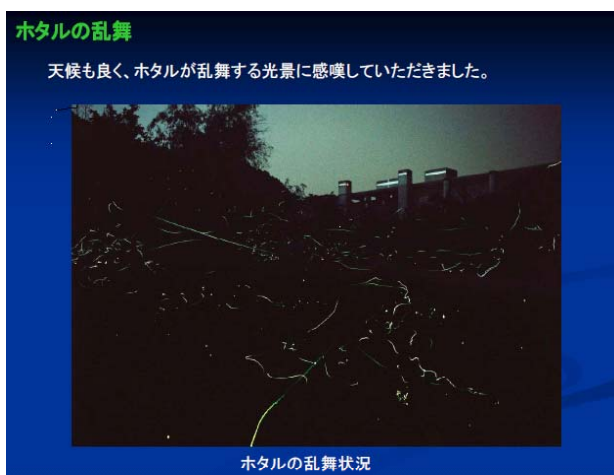 ホタルの乱舞
天候も良く、ホタルが乱舞する光景に感嘆していただきました。
ホタルの乱舞状況